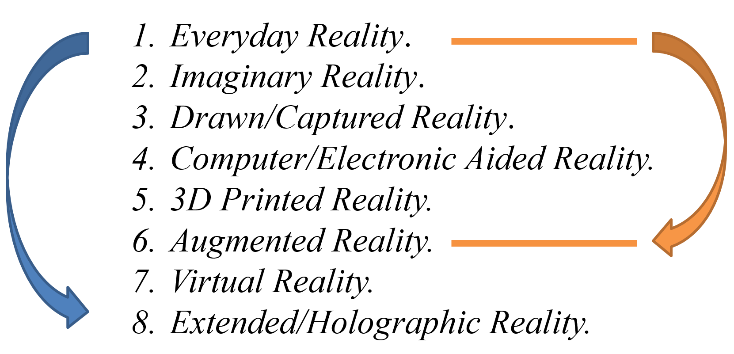 1. Everyday Reality.
2. Imaginary Reality.
3. Drawn/Captured Reality.
4. Computer/Electronic Aided Reality.
5. 3D Printed Reality.
6. Augmented Reality.
7. Virtual Reality.
8. Extended/Holographic Reality.